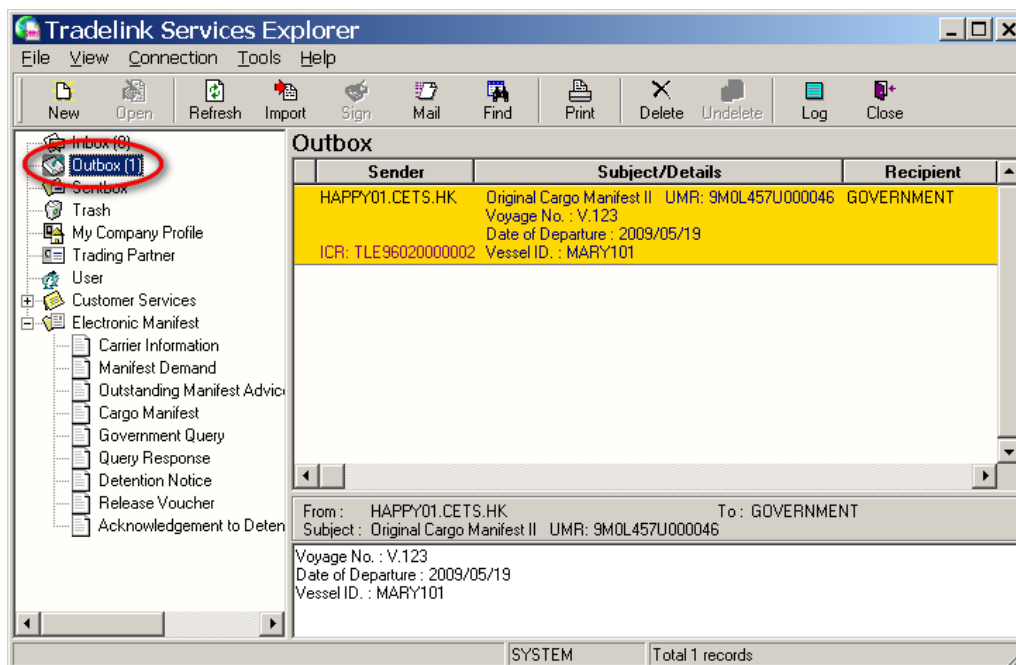 Tradelink Services Explorer
File View Connection Tools Help
New Open Refresh Import Sign Mail Find Print Delete Undelete Log Close
Inbox (0)
Outbox (1)
Sentbox
Trash
My Company Profile
Trading Partner
User
Customer Services
Electronic Manifest
Carrier Information
Manifest Demand
Outstanding Manifest Advic
Cargo Manifest
Government Query
Query Response
Detention Notice
Release Voucher
Acknowledgement to Deten
Outbox
Sender Subject/Details Recipient
HAPPY01.CETS.HK Original Cargo Manifest II UMR: 9M0L457U000046 GOVERNMENT
Voyage No. : V.123
Date of Departure : 2009/05/19
ICR: TLE96020000002 Vessel ID. : MARY101
From : HAPPY01.CETS.HK To : GOVERNMENT
Subject : Original Cargo Manifest II UMR: 9M0L457U000046
Voyage No. : V.123
Date of Departure : 2009/05/19
Vessel ID. : MARY101
SYSTEM Total 1 records